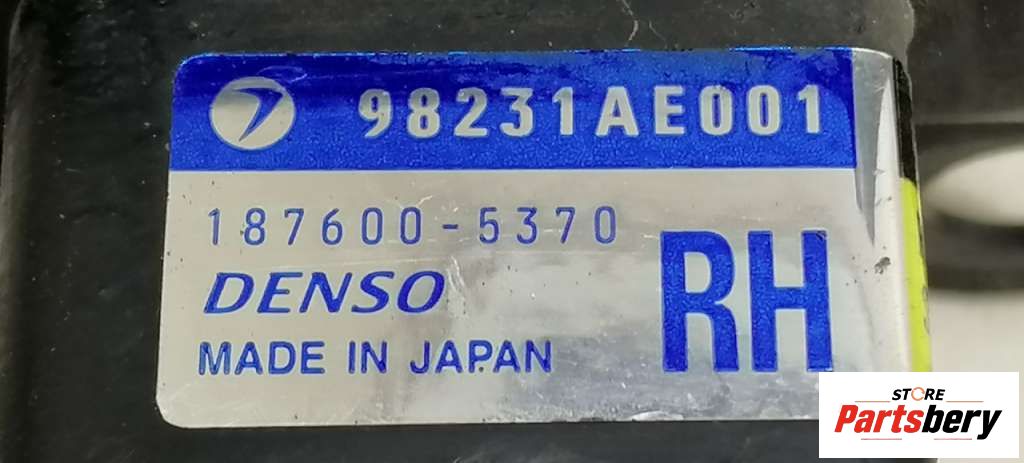 98231AE001
187600-5370
DENSO
RH
MADE IN JAPAN
STORE
Partsbery